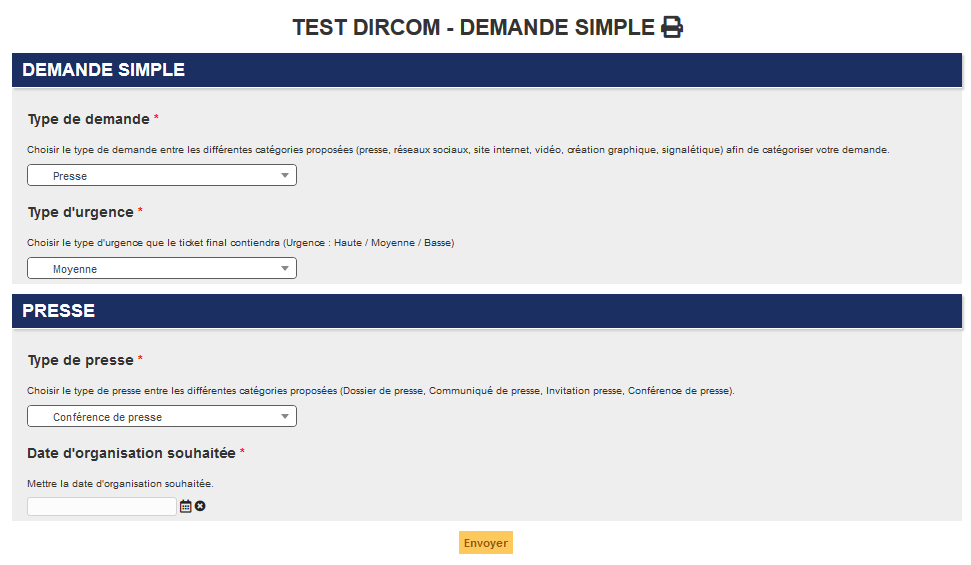 TEST DIRCOM - DEMANDE SIMPLE
DEMANDE SIMPLE
Type de demande *
Choisir le type de demande entre les différentes catégories proposées (presse, réseaux sociaux, site internet, vidéo, création graphique, signalétique) afin de catégoriser votre demande.
Presse
Type d'urgence *
Choisir le type d'urgence que le ticket final contiendra (Urgence : Haute / Moyenne / Basse)
Moyenne
PRESSE
Type de presse *
Choisir le type de presse entre les différentes catégories proposées (Dossier de presse, Communiqué de presse, Invitation presse, Conférence de presse).
Conférence de presse
Date d'organisation souhaitée *
Mettre la date d'organisation souhaitée.
Envoyer